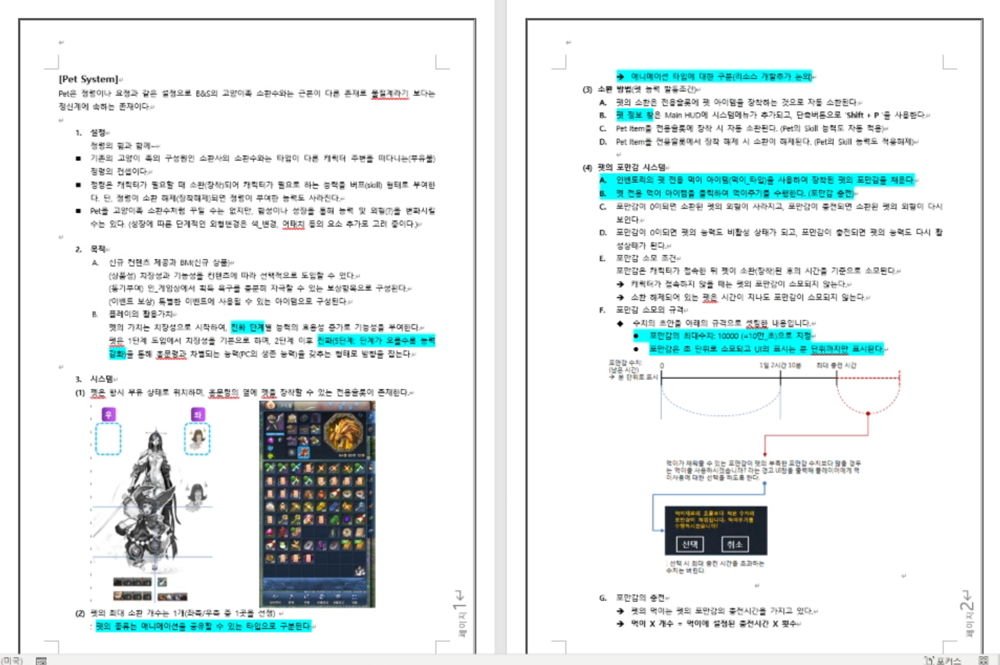 [Pet System]
Pet은 정령이나 요정과 같은 설정으로 B&S의 고양이족 소환수와는 근본이 다른 존재로 물질계라기 보다는
정신계에 속하는 존재이다.
1. 설정
정령의 힘과 함께~
■ 기존의 고양이 족의 구성원인 소환사의 소환수와는 타입이 다른 캐릭터 주변을 떠다니는(부유물)
정령의 컨셉이다.
■ 정령은 캐릭터가 필요할 때 소환(장착)되어 캐릭터가 필요로 하는 능력을 버프(skill) 형태로 부여한
다. 단, 정령이 소환 해제(장착해제)되면 정령이 부여한 능력도 사라진다.
■ Pet을 고양이족 소환수처럼 꾸밀 수는 없지만, 합성이나 성장을 통해 능력 및 외형(?)을 변화시킬
수는 있다. (성장에 따른 단계적인 외형변경은 색_변경, 어태치 등의 요소 추가로 고려 중이다.)
2. 목적
A. 신규 컨텐츠 제공과 BM(신규 상품)
(상품성) 치장성과 기능성을 컨텐츠에 따라 선택적으로 도입할 수 있다.
(동기부여) 인_게임상에서 획득 욕구를 충분히 자극할 수 있는 보상항목으로 구성된다.
(이벤트 보상) 특별한 이벤트에 사용될 수 있는 아이템으로 구성된다.
B. 플레이의 활용가치
펫의 가치는 치장성으로 시작하여, 진화 단계별 능력의 효용성 증가로 기능성을 부여한다.
펫은 1단계 도입에서 치장성을 기본으로 하며, 2단계 이후 진화(5단계, 단계가 오를수록 능력
강화)을 통해 홍문령과 차별되는 능력(PC의 생존 능력)을 갖추는 형태로 방향을 잡는다.
3. 시스템
(1) 펫은 항시 부유 상태로 위치하며, 홍문령의 옆에 펫을 장착할 수 있는 전용슬롯이 존재한다.
우 좌
(2) 펫의 최대 소환 개수는 1개(좌측/우측 중 1곳을 선정)
: 펫의 종류는 애니메이션을 공유할 수 있는 타입으로 구분된다
페이지 1
➔ 애니메이션 타입에 대한 구분(리소스 개발추가 논의)
(3) 소환 방법(펫 능력 활동조건)
A. 펫의 소환은 전용슬롯에 펫 아이템을 장착하는 것으로 자동 소환된다.
B. 펫 정보 창은 Main HUD에 시스템메뉴가 추가되고, 단축버튼으로 'Shift + P '을 사용한다.
C. Pet Item을 전용슬롯에 장착 시 자동 소환된다. (Pet의 Skill 능력도 자동 적용)
D. Pet Item을 전용슬롯에서 장착 해제 시 소환이 해제된다. (Pet의 Skill 능력도 적용해제)
(4) 펫의 포만감 시스템
A. 인벤토리의 펫 전용 먹이 아이템(먹이_타입)을 사용하여 장착된 펫의 포만감을 채운다.
B. 펫 전용 먹이 아이템을 클릭하여 먹이주기를 수행한다. (포만감 충전)
C. 포만감이 0이되면 소환된 펫의 외형이 사라지고, 포만감이 충전되면 소환된 펫의 외형이 다시
보인다.
D. 포만감이 0이되면 펫의 능력도 비활성 상태가 되고, 포만감이 충전되면 펫의 능력도 다시 활
성상태가 된다.
E. 포만감 소모 조건
포만감은 캐릭터가 접속한 뒤 펫이 소환(장착)된 후의 시간을 기준으로 소모된다.
➔ 캐릭터가 접속하지 않을 때는 펫의 포만감이 소모되지 않는다.
➔ 소환 해제되어 있는 펫은 시간이 지나도 포만감이 소모되지 않는다.
F. 포만감 소모의 규격
◆ 수치의 초안을 아래의 규격으로 셋팅한 내용입니다.
● 포만감의 최대수치: 10000 (=10만_초)으로 지정
● 포만감은 초 단위로 소모되고 UI의 표시는 분 단위까지만 표시된다.
포만감 수치: 0 1일 2시간 10분 최대 충전 시간
(남은 시간)
➔ 분 단위로 표시
먹이가 채워줄 수 있는 포만감이 펫의 부족한 포만감 수치보다 많을 경우
는 먹이를 사용하시겠습니까? 라는 경고 UI창을 출력해 플레이어에게 먹
이사용에 대한 선택을 하도록 한다.
먹이재료의 효율보다 적은 수치의
포만감이 채워집니다. 먹이주기를
수행하시겠습니까?
선택 취소
: 선택 시 최대 충전 시간을 초과하는
수치는 버린다.
G. 포만감의 충전
➔ 펫의 먹이는 펫의 포만감의 충전시간을 가지고 있다.
➔ 먹이 X 개수 = 먹이에 설정된 충전시간 X 횟수
페이지 2
(미국)
포커스